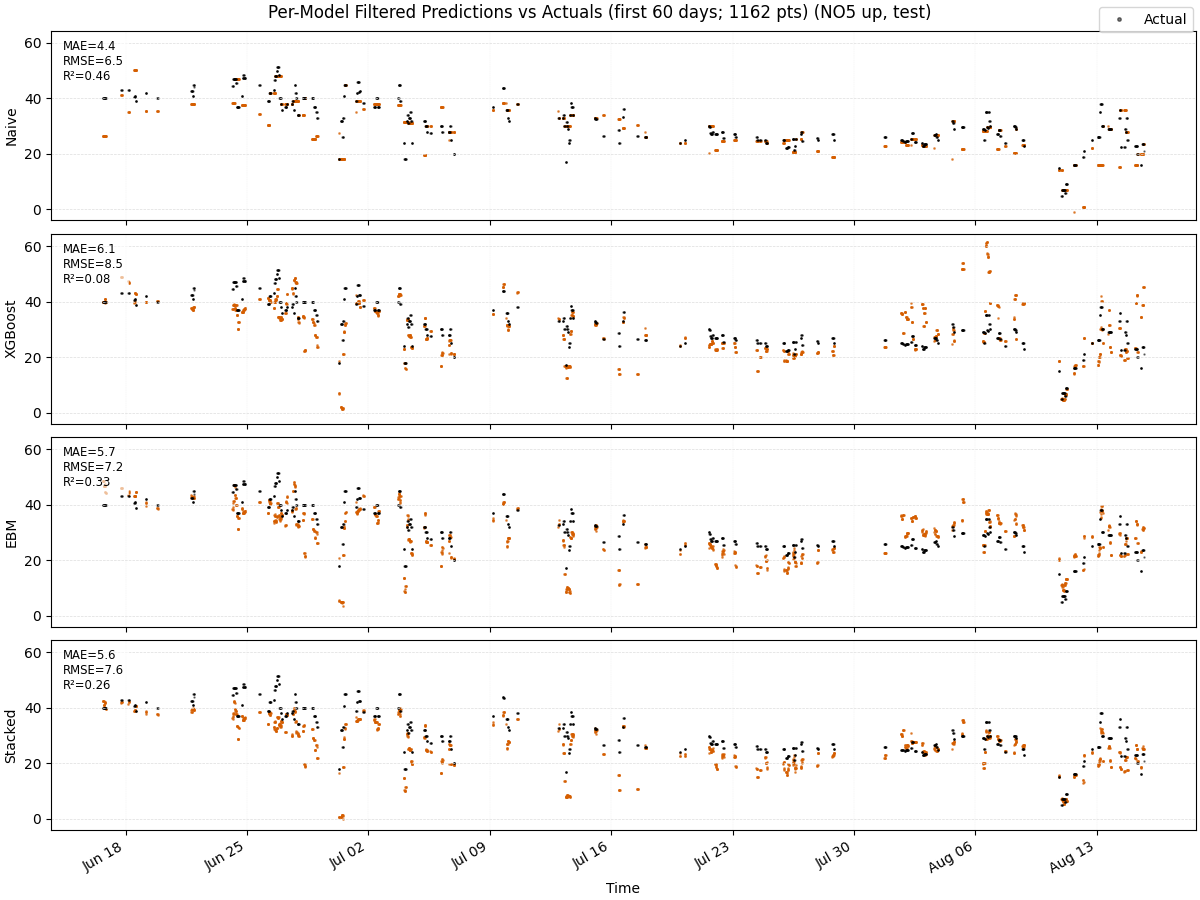 Per-Model Filtered Predictions vs Actuals (first 60 days; 1162 pts) (NO5 up, test)
Actual
MAE=4.4
RMSE=6.5
R²=0.46
60
40
20
0
Naive
MAE=6.1
RMSE=8.5
R²=0.08
60
40
20
0
XGBoost
MAE=5.7
RMSE=7.2
R²=0.33
60
40
20
0
EBM
MAE=5.6
RMSE=7.6
R²=0.26
60
40
20
0
Stacked
Jun 18
Jun 25
Jul 02
Jul 09
Jul 16
Jul 23
Jul 30
Aug 06
Aug 13
Time